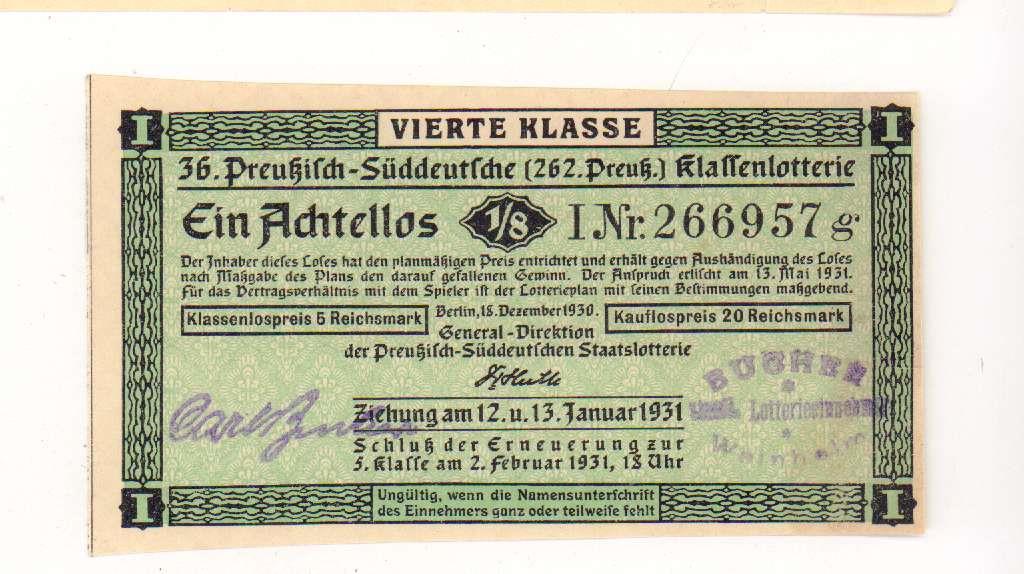 VIERTE KLASSE
I
I
36. Preußisch-Süddeutsche (262. Preuß.) Klassenlotterie
Ein Achtellos 1/8 I Nr. 266957 g
Der Inhaber dieses Loses hat den planmäßigen Preis entrichtet und erhält gegen Aushändigung des Loses
nach Maßgabe des Plans den darauf gefallenen Gewinn. Der Anspruch erlischt am 13. Mai 1931.
Für das Vertragsverhältnis mit dem Spieler ist der Lotterieplan mit seinen Bestimmungen maßgebend.
Klassenlospreis 5 Reichsmark
Berlin, 18. Dezember 1930.
Kauflospreis 20 Reichsmark
General-Direktion
der Preußisch-Süddeutschen Staatslotterie
Ziehung am 12. u. 13. Januar 1931
Schluß der Erneuerung zur
5. Klasse am 2. Februar 1931, 18 Uhr
Carl
BUCHER
Lotterieeinnehmer
Weinheim
I
I
Ungültig, wenn die Namensunterschrift
des Einnehmers ganz oder teilweise fehlt